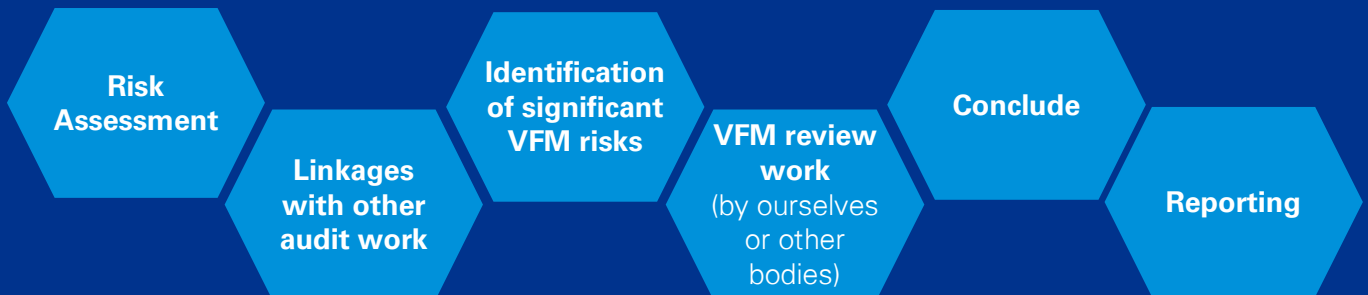 Risk
Assessment
Linkages
with other
audit work
Identification
of significant
VFM risks
VFM review
work
(by ourselves
or other
bodies)
Conclude
Reporting